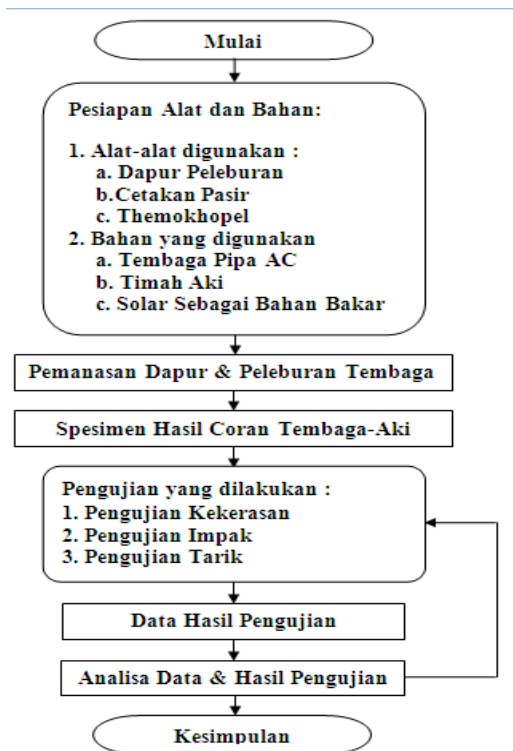 Mulai
Pesiapan Alat dan Bahan:
1. Alat-alat digunakan :
a. Dapur Peleburan
b.Cetakan Pasir
c. Themokhopel
2. Bahan yang digunakan
a. Tembaga Pipa AC
b. Timah Aki
c. Solar Sebagai Bahan Bakar
Pemanasan Dapur & Peleburan Tembaga
Spesimen Hasil Coran Tembaga-Aki
Pengujian yang dilakukan :
1. Pengujian Kekerasan
2. Pengujian Impak
3. Pengujian Tarik
Data Hasil Pengujian
Analisa Data & Hasil Pengujian
Kesimpulan